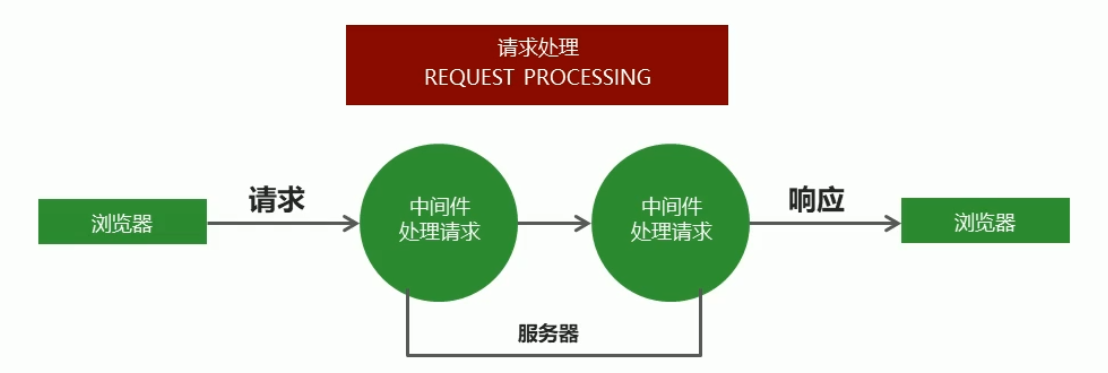 请求处理
REQUEST PROCESSING
浏览器
请求
中间件
处理请求
中间件
处理请求
响应
浏览器
服务器